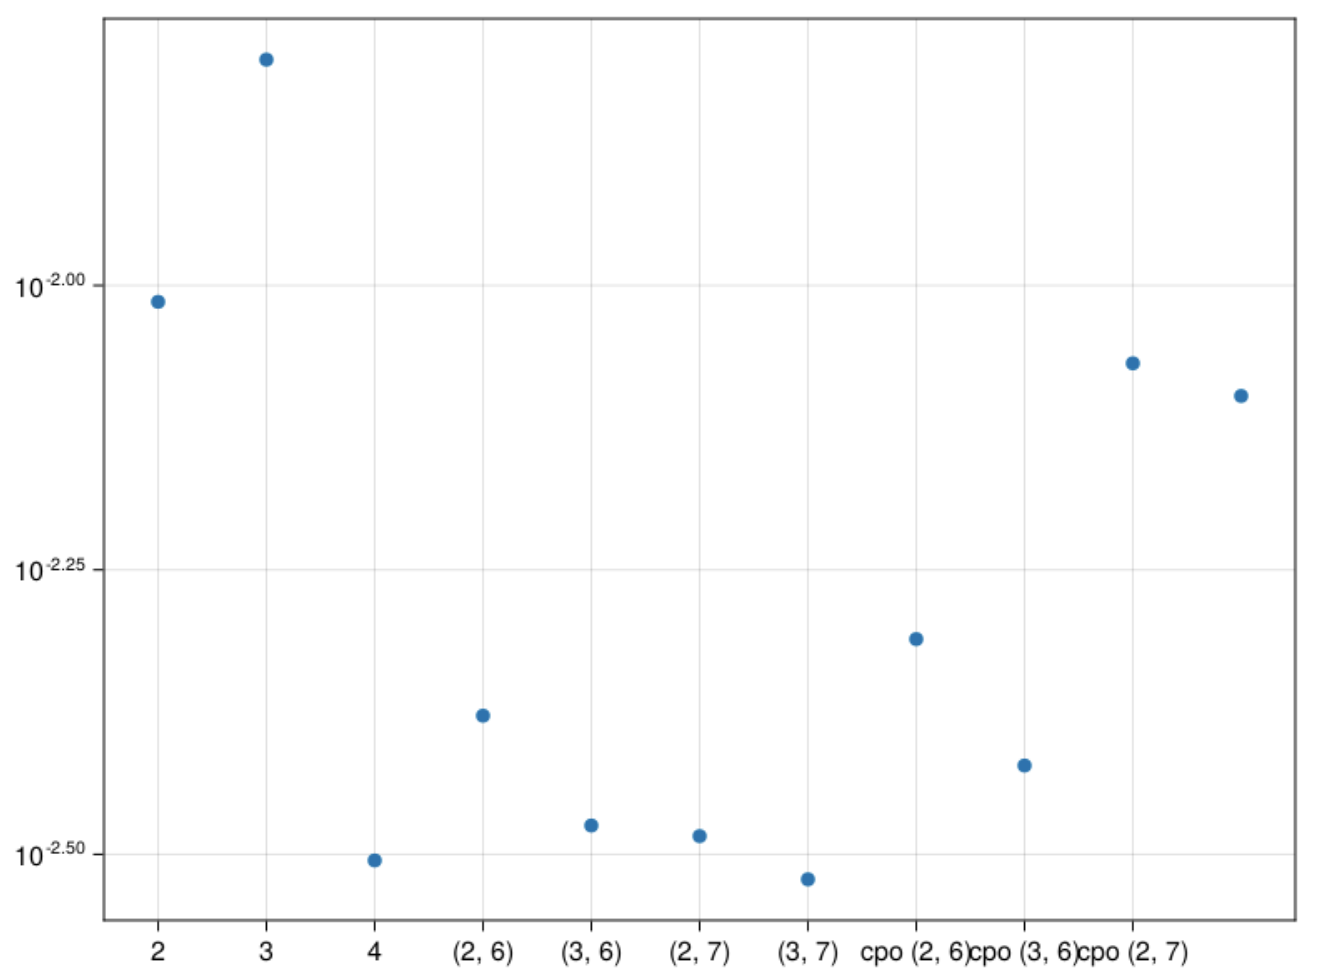 10^-2.00
10^-2.25
10^-2.50
2 3 4 (2, 6) (3, 6) (2, 7) (3, 7) cpo (2, 6) cpo (3, 6) cpo (2, 7)